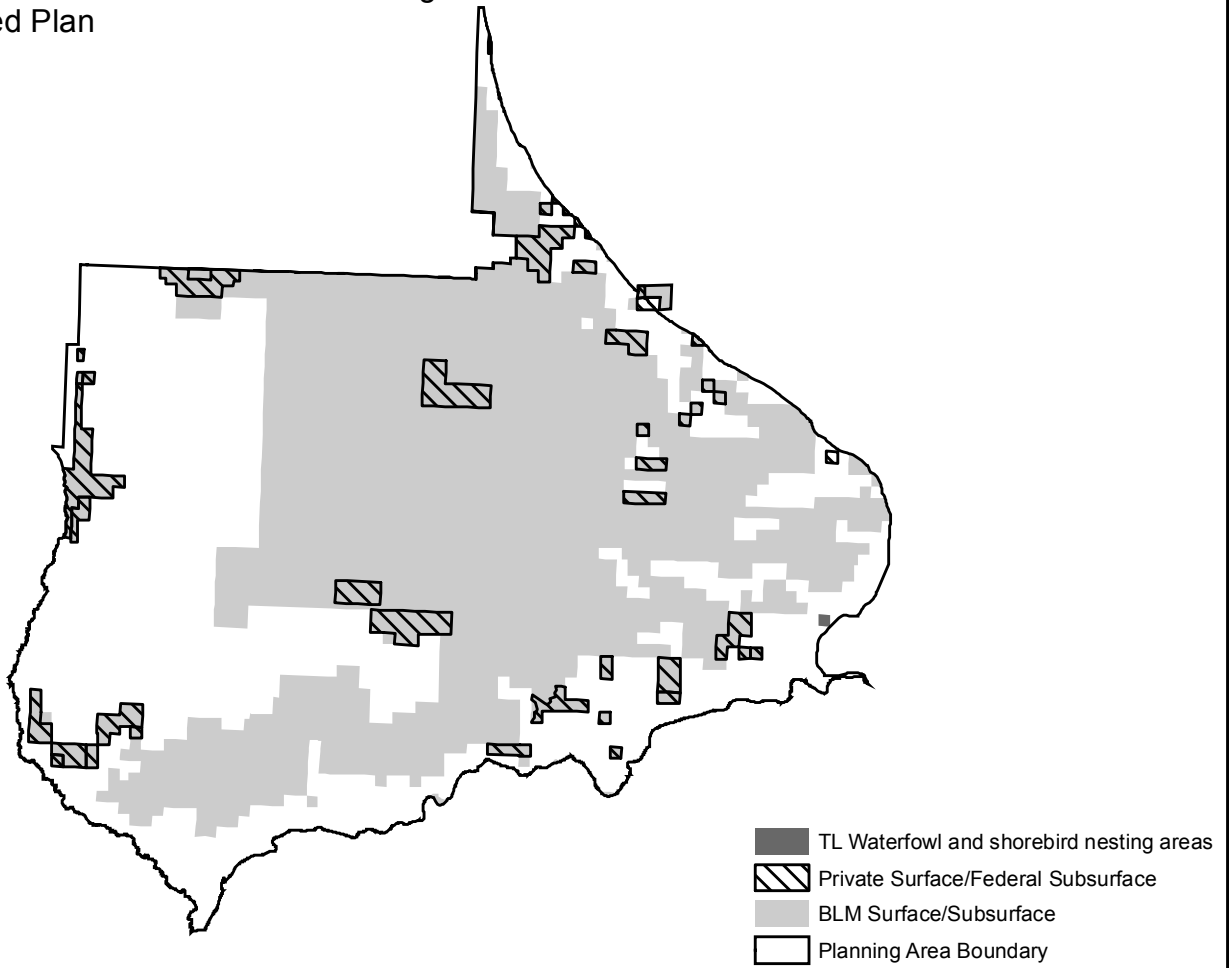 ed Plan
TL Waterfowl and shorebird nesting areas
Private Surface/Federal Subsurface
BLM Surface/Subsurface
Planning Area Boundary